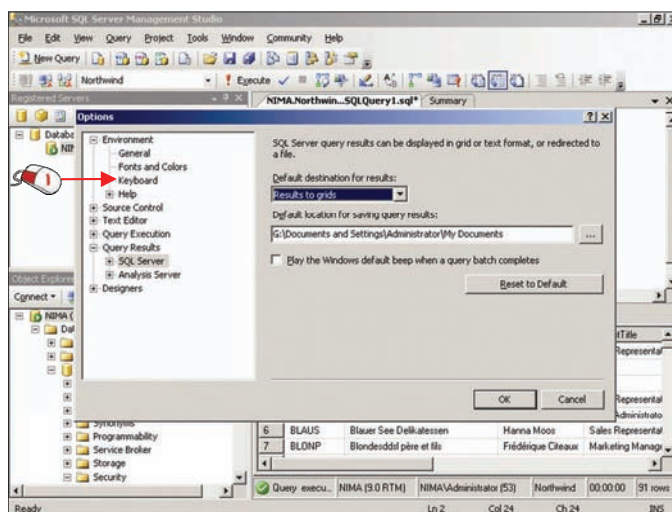 Microsoft SQL Server Management Studio
File Edit View Query Project Tools Window Community Help
New Query
Northwind Execute
Registered Servers
NIMA.Northwin...SQLQuery1.sql* Summary
Options
Databa
NIM
Environment
General
Fonts and Colors
1
Keyboard
Help
Source Control
Text Editor
Query Execution
Query Results
SQL Server
Analysis Server
Designers
SQL Server query results can be displayed in grid or text format, or redirected to
a file.
Default destination for results:
Results to grids
Default location for saving query results:
G:\Documents and Settings\Administrator\My Documents
...
Play the Windows default beep when a query batch completes
Reset to Default
OK Cancel
Object Explorer
Connect
NIMA (
Dat
Synonyms
Programmability
Service Broker
Storage
Security
tTitle
Representat
Representat
Administrato
6 BLAUS Blauer See Delikatessen Hanna Moos Sales Representat
7 BLONP Blondesddsl père et fils Frédérique Citeaux Marketing Manage
Query execu... NIMA (9.0 RTM) NIMA\Administrator (53) Northwind 00:00:00 91 rows
Ready Ln 2 Col 24 Ch 24 INS